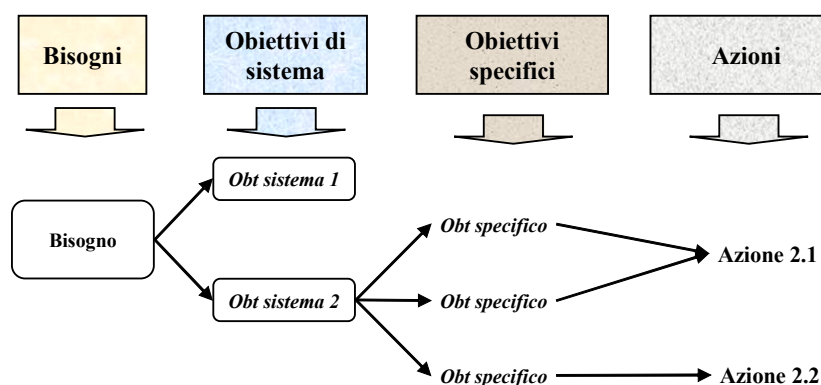 Bisogni
Obiettivi di
sistema
Obiettivi
specifici
Azioni
Obt sistema 1
Bisogno
Obt specifico
Azione 2.1
Obt sistema 2
Obt specifico
Obt specifico
Azione 2.2